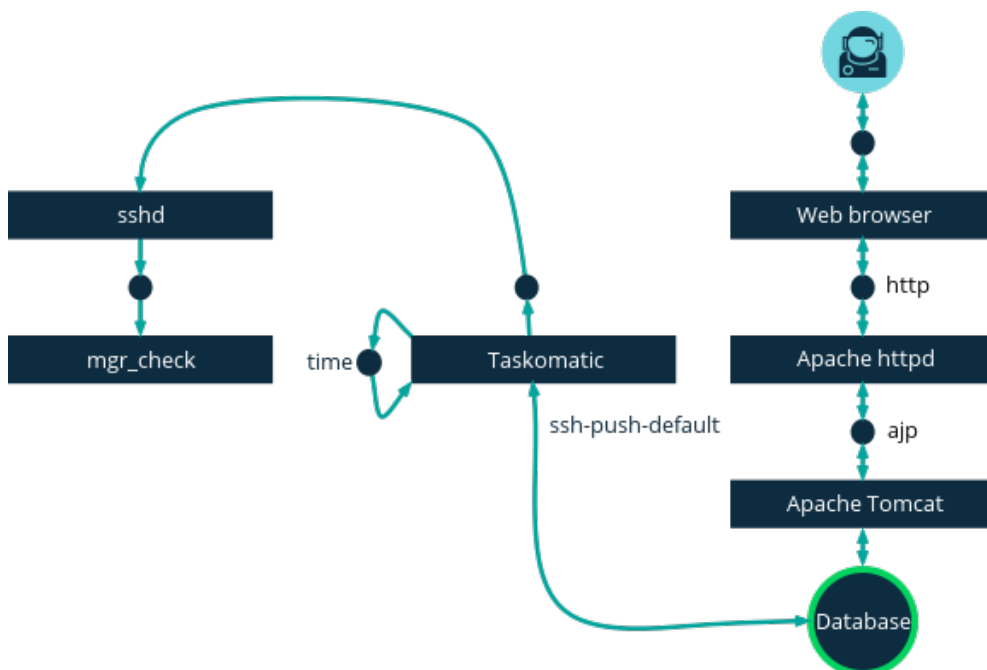 sshd
Web browser
http
mgr_check
time
Taskomatic
Apache httpd
ssh-push-default
ajp
Apache Tomcat
Database